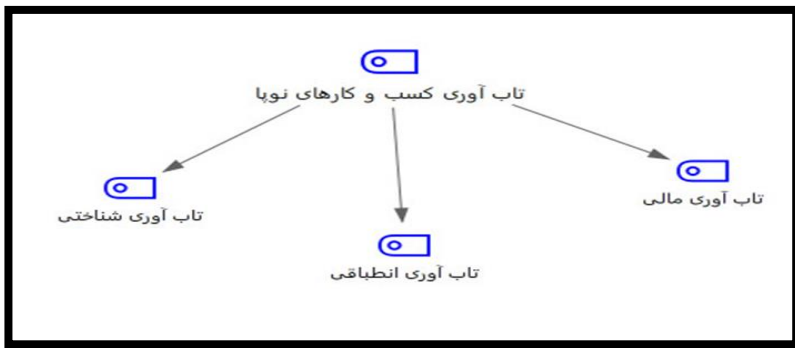 تاب آوری کسب و کارهای نوپا
تاب آوری مالی
تاب آوری شناختی
تاب آوری انطباقی